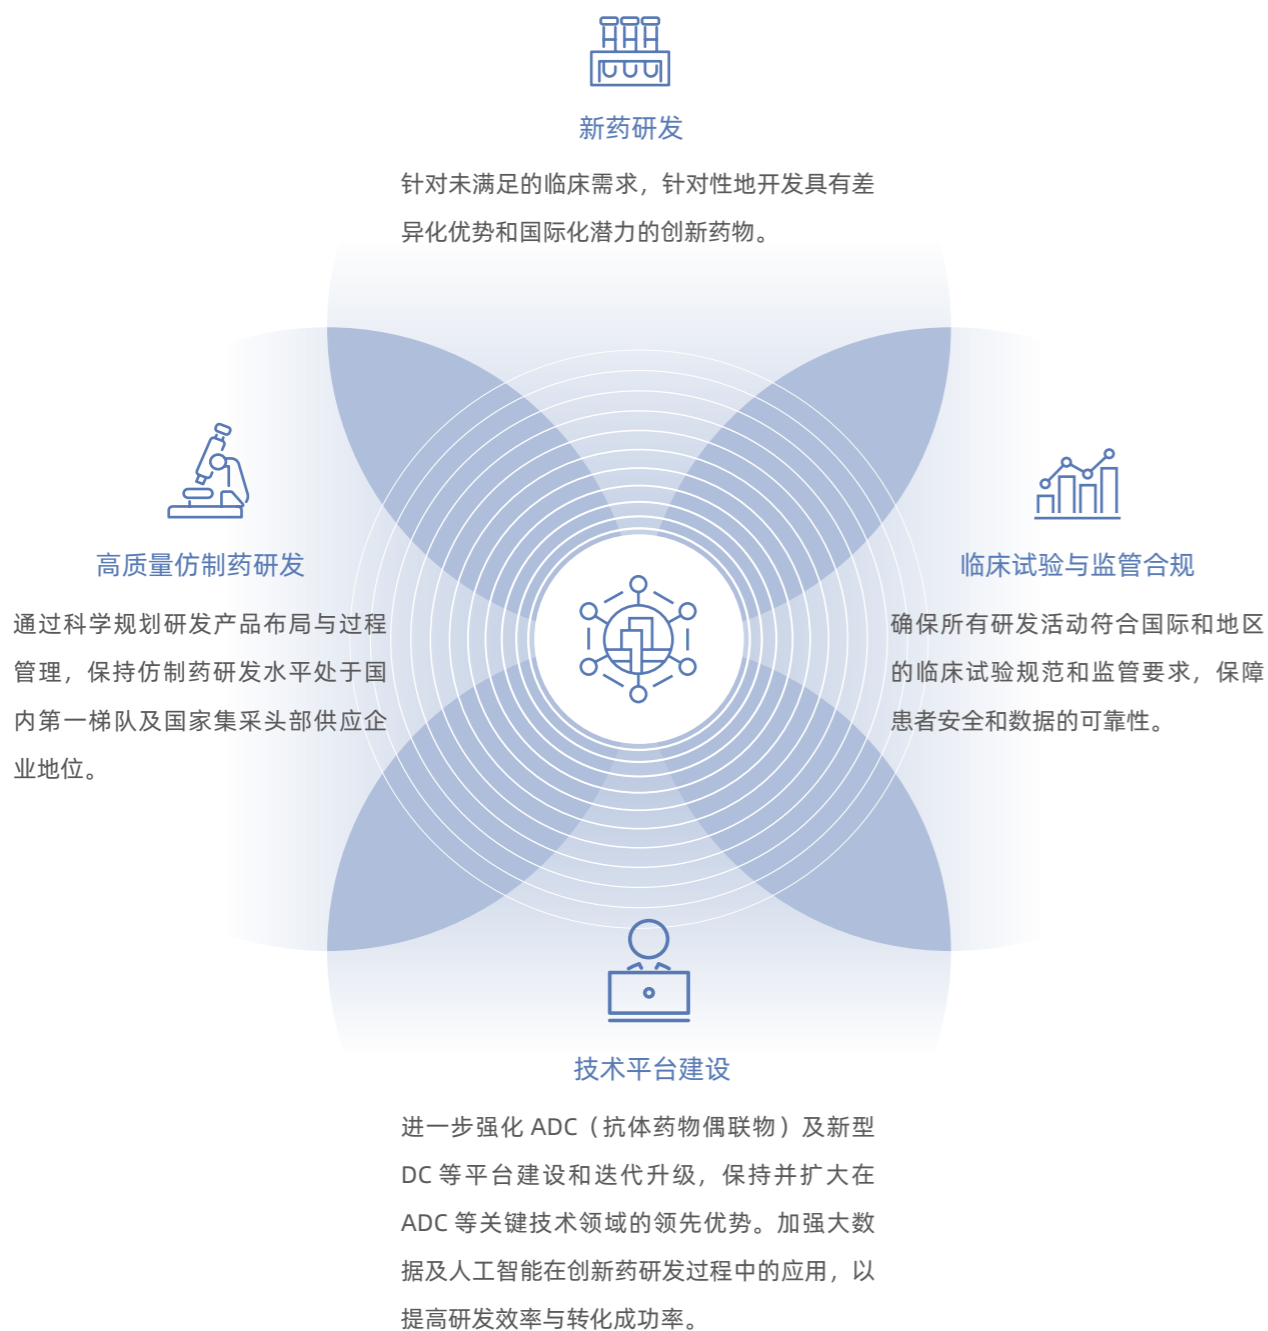 新药研发
针对未满足的临床需求，针对性地开发具有差
异化优势和国际化潜力的创新药物。
高质量仿制药研发
通过科学规划研发产品布局与过程
管理，保持仿制药研发水平处于国
内第一梯队及国家集采头部供应企
业地位。
临床试验与监管合规
确保所有研发活动符合国际和地区
的临床试验规范和监管要求，保障
患者安全和数据的可靠性。
技术平台建设
进一步强化 ADC（抗体药物偶联物）及新型
DC 等平台建设和迭代升级，保持并扩大在
ADC 等关键技术领域的领先优势。加强大数
据及人工智能在创新药研发过程中的应用，以
提高研发效率与转化成功率。